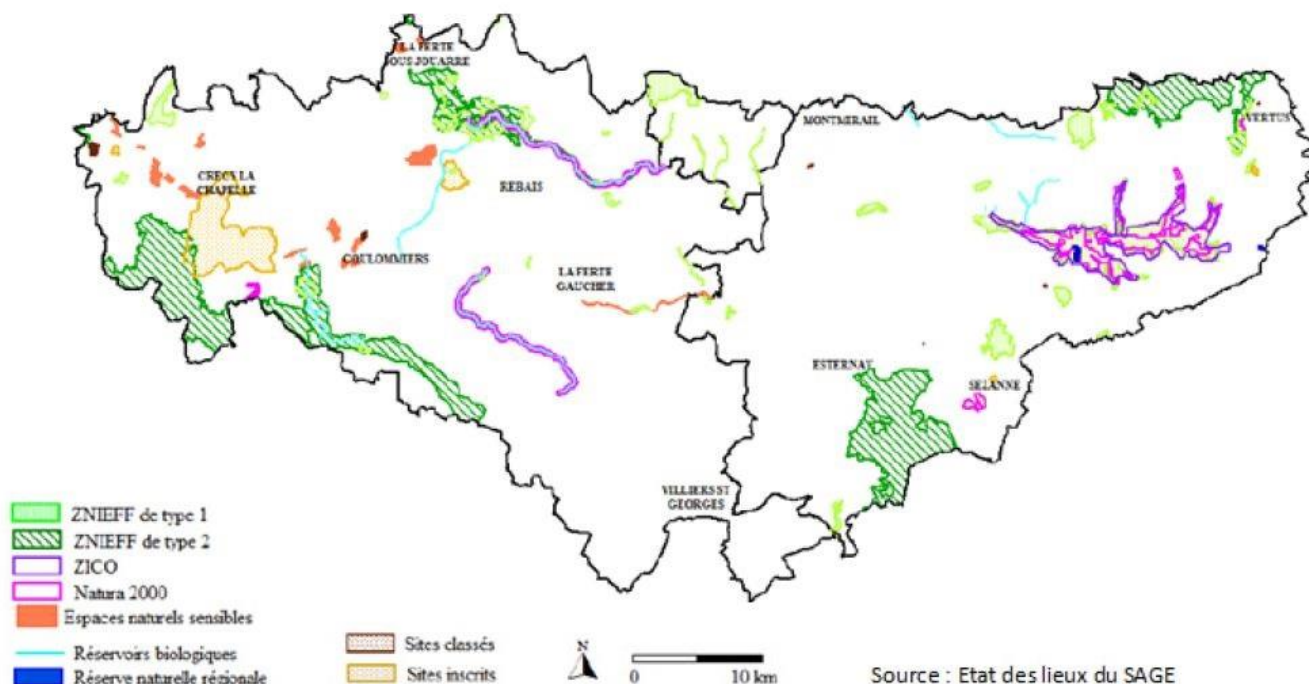 LA FERTE
SOUS JOUARRE
MONTMIRAIL
VERTUS
CRECY LA
CHAPELLE
REBAIS
COULOMMIERS
LA FERTE
GAUCHER
ESTERNAY
SEZANNE
VILLIERS ST
GEORGES
ZNIEFF de type 1
ZNIEFF de type 2
ZICO
Natura 2000
Espaces naturels sensibles
Réservoirs biologiques
Réserve naturelle régionale
Sites classés
Sites inscrits
N
0 10 km
Source : Etat des lieux du SAGE